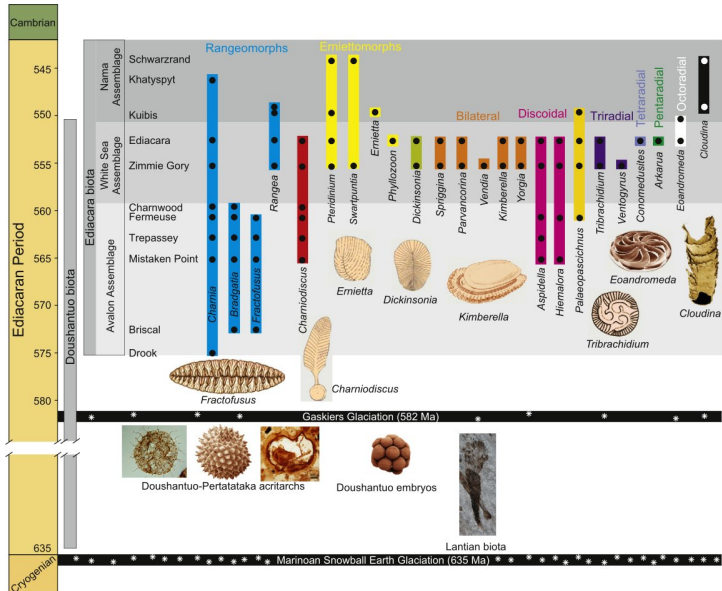 Cambrian
Ediacaran Period
Cryogenian
545
550
555
560
565
570
575
580
635
Doushantuo biota
Ediacara biota
Nama Assemblage
White Sea Assemblage
Avalon Assemblage
Schwarzrand
Khatyspyt
Kuibis
Ediacara
Zimmie Gory
Charnwood
Fermeuse
Trepassey
Mistaken Point
Briscal
Drook
Rangeomorphs
Erniettomorphs
Bilateral
Discoidal
Triradial
Tetraradial
Pentaradial
Octoradial
Charnia
Bradgatia
Fractofusus
Rangea
Charniodiscus
Pteridinium
Swartpuntia
Ernietta
Phyllozoon
Dickinsonia
Spriggina
Parvancorina
Vendia
Kimberella
Yorgia
Aspidella
Hiemalora
Palaeopascichnus
Tribrachidium
Ventogyrus
Conomedusites
Arkarua
Eoandromeda
Cloudina
Ernietta
Dickinsonia
Kimberella
Eoandromeda
Tribrachidium
Cloudina
Fractofusus
Charniodiscus
Gaskiers Glaciation (582 Ma)
Doushantuo-Pertatataka acritarchs
Doushantuo embryos
Lantian biota
Marinoan Snowball Earth Glaciation (635 Ma)